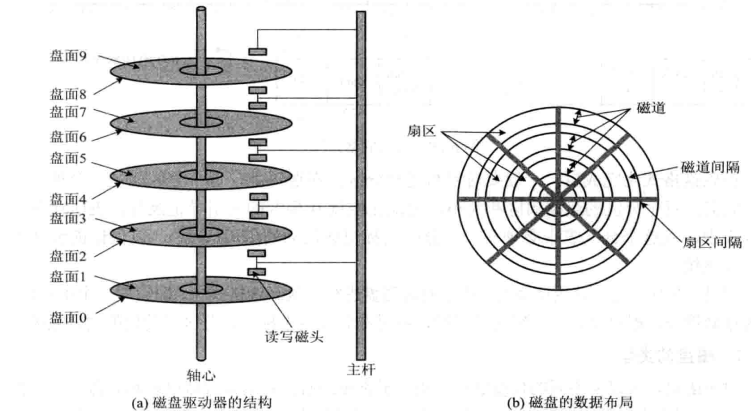 盘面9
盘面8
盘面7
盘面6
盘面5
盘面4
盘面3
盘面2
盘面1
盘面0
读写磁头
轴心
主杆
(a) 磁盘驱动器的结构
磁道
扇区
磁道间隔
扇区间隔
(b) 磁盘的数据布局